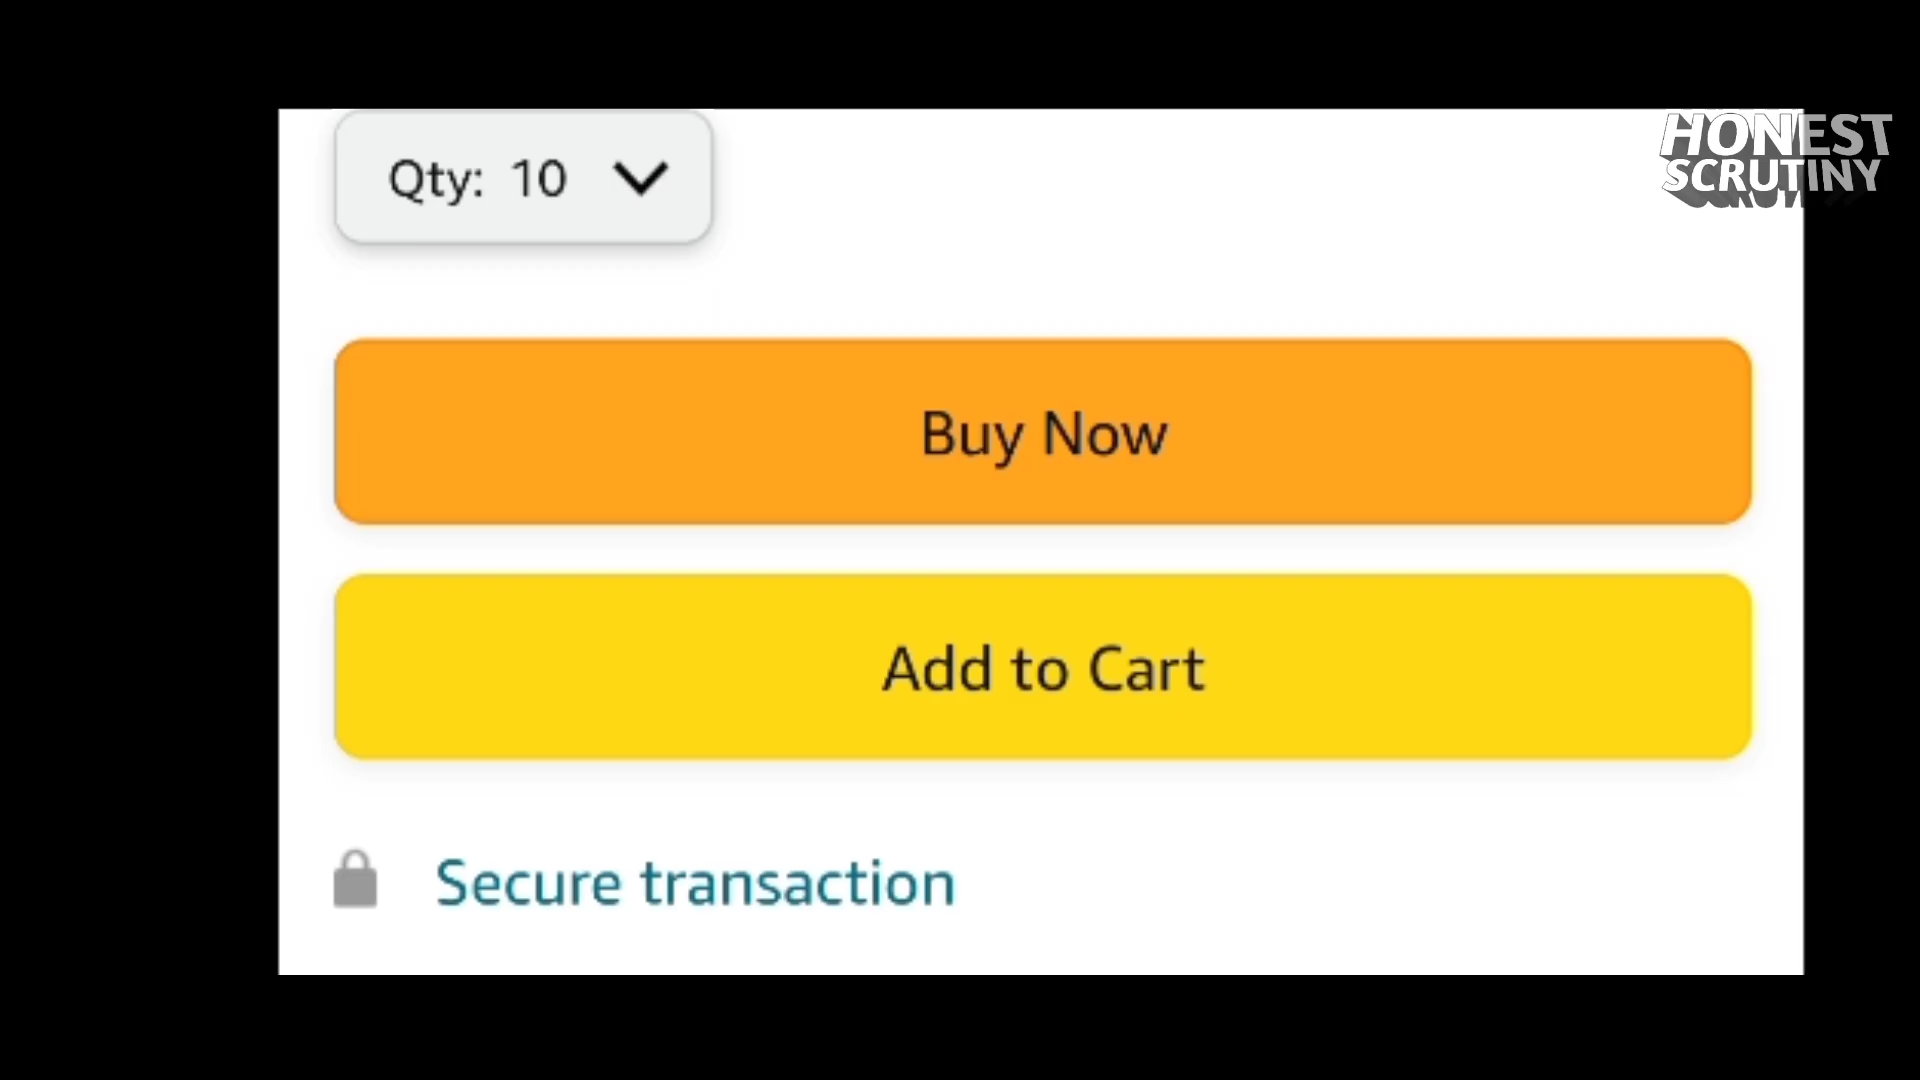 HONEST
SCRUTINY
Qty: 10
Buy Now
Add to Cart
Secure transaction